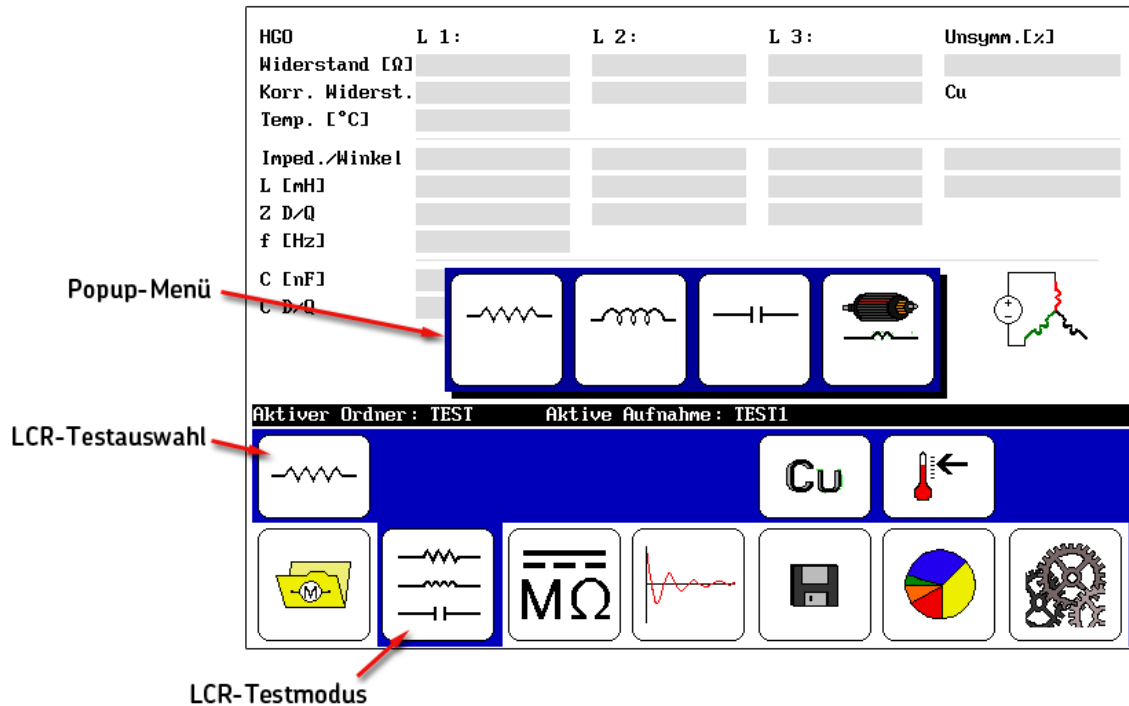 HGO L 1: L 2: L 3: Unsymm.[%]
Widerstand [Ω]
Korr. Widerst. Cu
Temp. [°C]
Imped./Winkel
L [mH]
Z D/Q
f [Hz]
C [nF]
C D/Q
Popup-Menü
Aktiver Ordner: TEST Aktive Aufnahme: TEST1
LCR-Testauswahl
Cu
M
MΩ
LCR-Testmodus